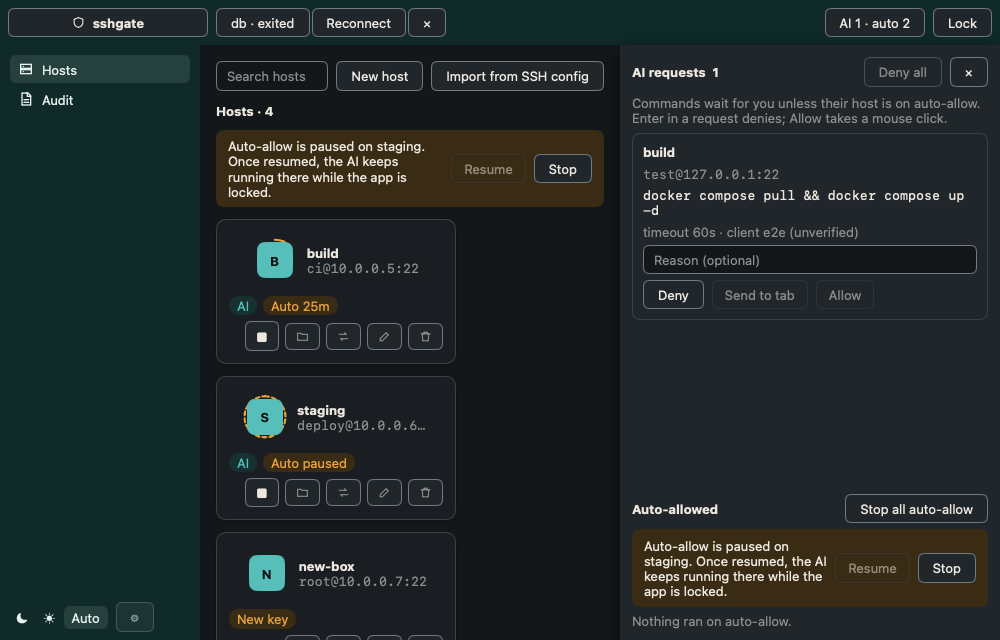 sshgate
db · exited
Reconnect
×
AI 1 · auto 2
Lock
Hosts
Audit
Auto
Search hosts
New host
Import from SSH config
Hosts · 4
Auto-allow is paused on staging.
Once resumed, the AI keeps
running there while the app is
locked.
Resume
Stop
B
build
ci@10.0.0.5:22
AI
Auto 25m
S
staging
deploy@10.0.0.6…
AI
Auto paused
N
new-box
root@10.0.0.7:22
New key
AI requests 1
Deny all
×
Commands wait for you unless their host is on auto-allow.
Enter in a request denies; Allow takes a mouse click.
build
test@127.0.0.1:22
docker compose pull && docker compose up
-d
timeout 60s · client e2e (unverified)
Reason (optional)
Deny
Send to tab
Allow
Auto-allowed
Stop all auto-allow
Auto-allow is paused on
staging. Once resumed, the AI
keeps running there while the
app is locked.
Resume
Stop
Nothing ran on auto-allow.